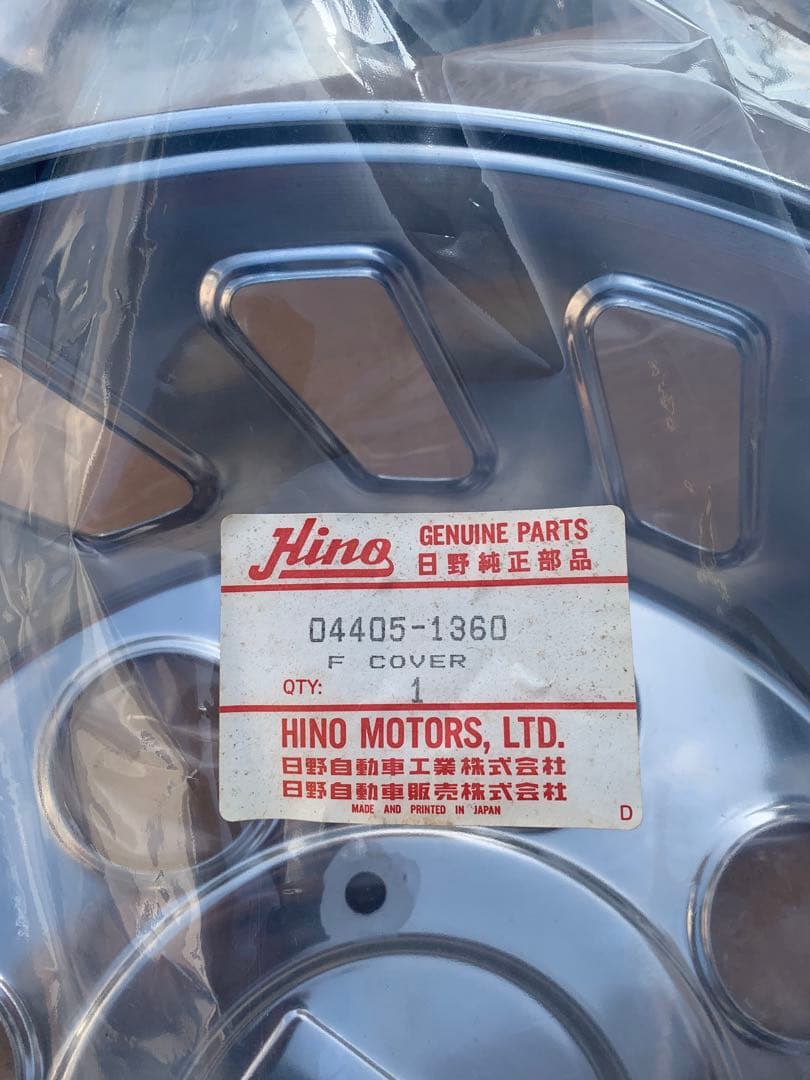 Hino GENUINE PARTS
日野純正部品
04405-1360
F COVER
QTY: 1
HINO MOTORS, LTD.
日野自動車工業株式会社
日野自動車販売株式会社
MADE AND PRINTED IN JAPAN
D